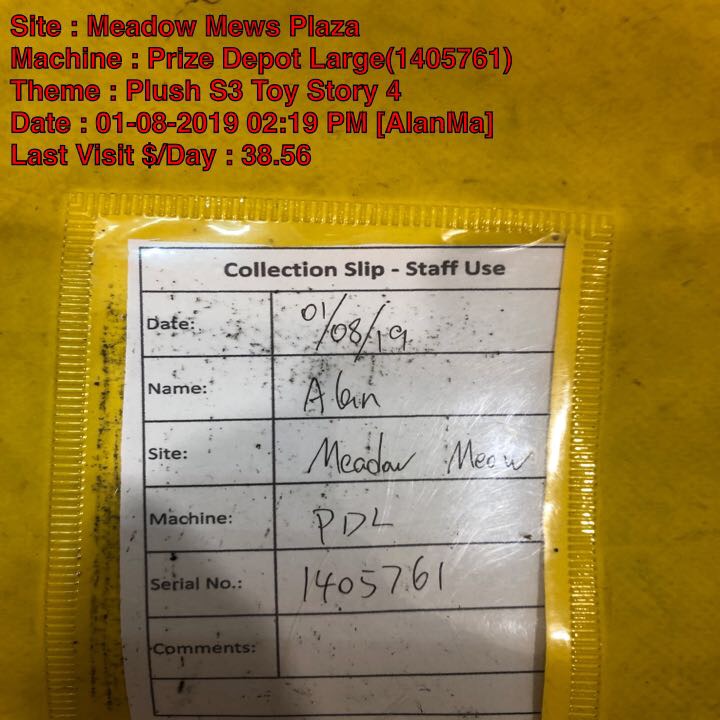 Site : Meadow Mews Plaza
Machine : Prize Depot Large(1405761)
Theme : Plush S3 Toy Story 4
Date : 01-08-2019 02:19 PM [AlanMa]
Last Visit $/Day : 38.56
Collection Slip - Staff Use
Date: 01/08/19
Name: Alan
Site: Meadow Meow
Machine: PDL
Serial No.: 1405761
Comments: